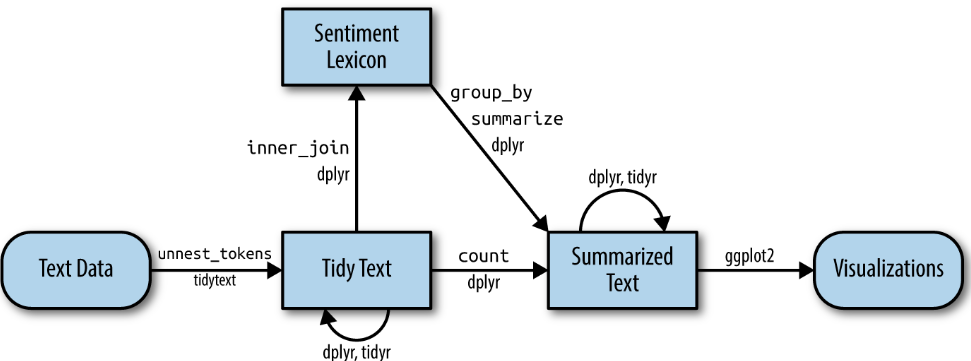 Sentiment
Lexicon
group_by
summarize
dplyr
inner_join
dplyr
dplyr, tidyr
Text Data
unnest_tokens
tidytext
Tidy Text
count
dplyr
Summarized
Text
ggplot2
Visualizations
dplyr, tidyr